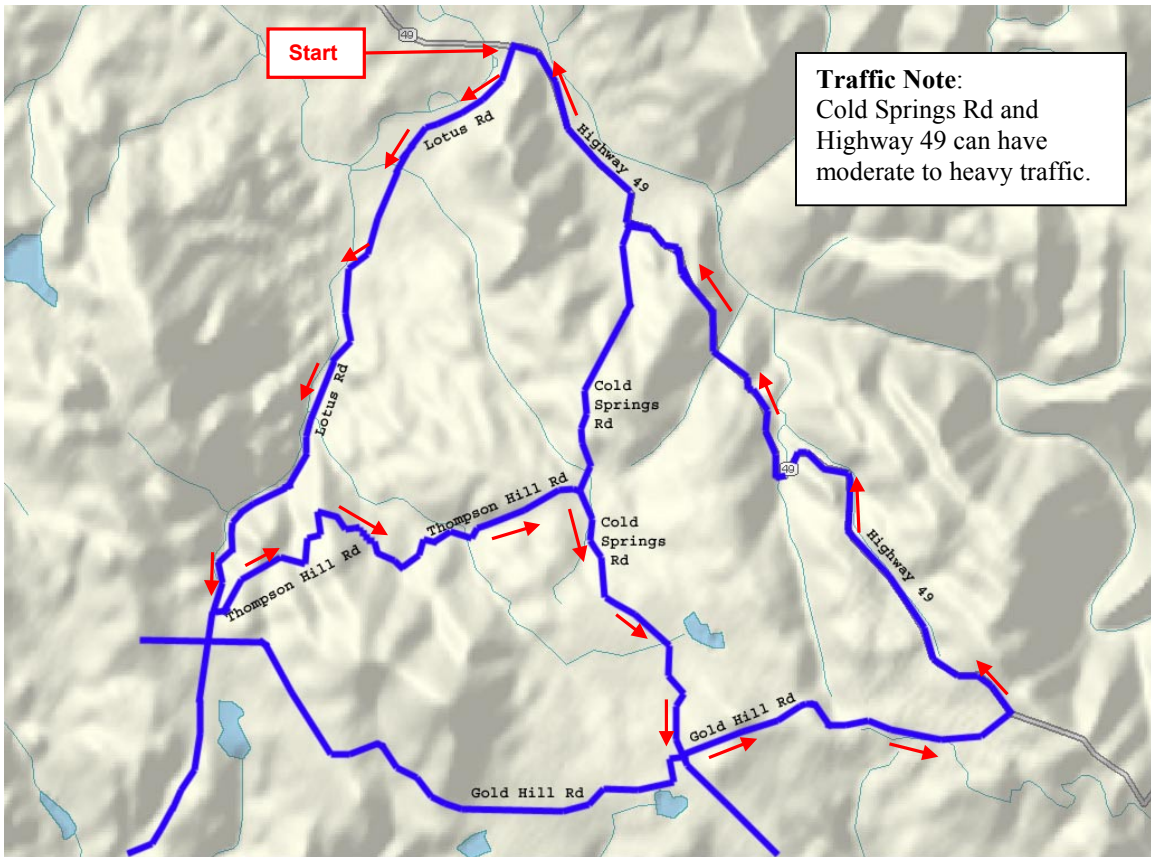 49
Start
Traffic Note:
Cold Springs Rd and
Highway 49 can have
moderate to heavy traffic.
Lotus Rd
Highway 49
Lotus Rd
Cold
Springs
Rd
49
Thompson Hill Rd
Cold
Springs
Rd
Highway 49
Thompson Hill Rd
Gold Hill Rd
Gold Hill Rd